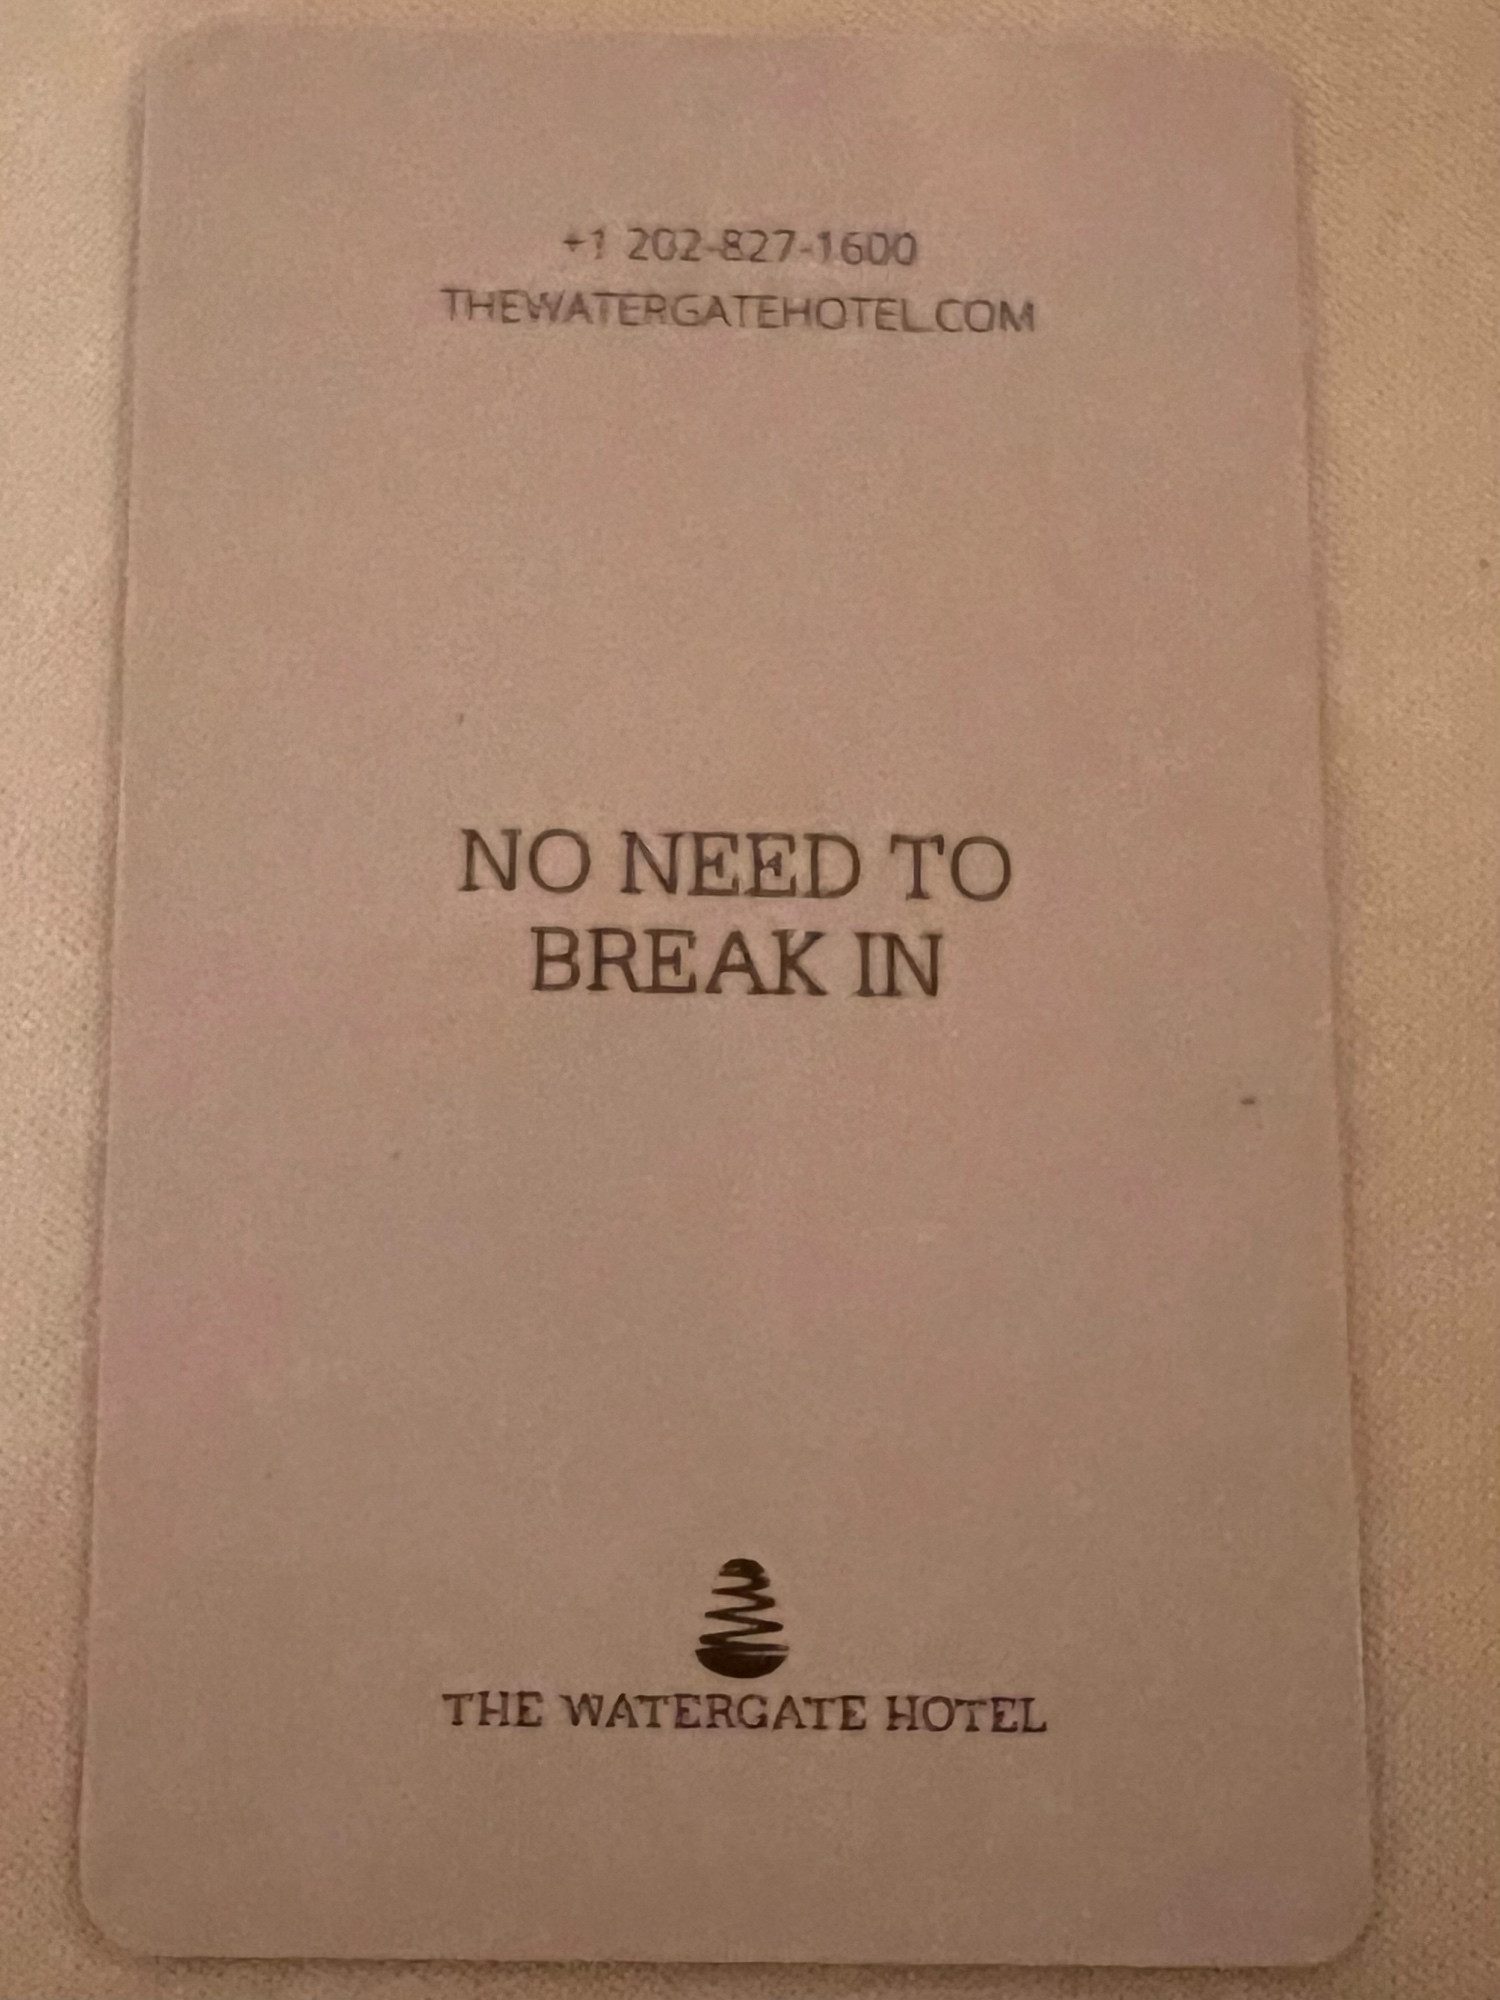 +1 202-827-1600
THEWATERGATEHOTEL.COM
NO NEED TO
BREAK IN
THE WATERGATE HOTEL